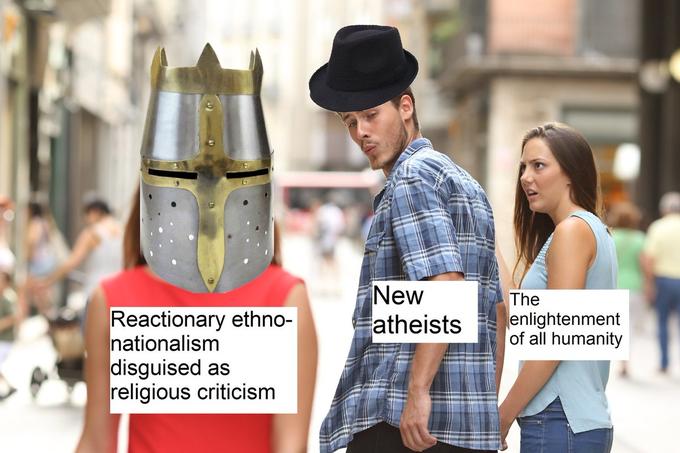 Reactionary ethno-
nationalism
disguised as
religious criticism
New
atheists
The
enlightenment
of all humanity